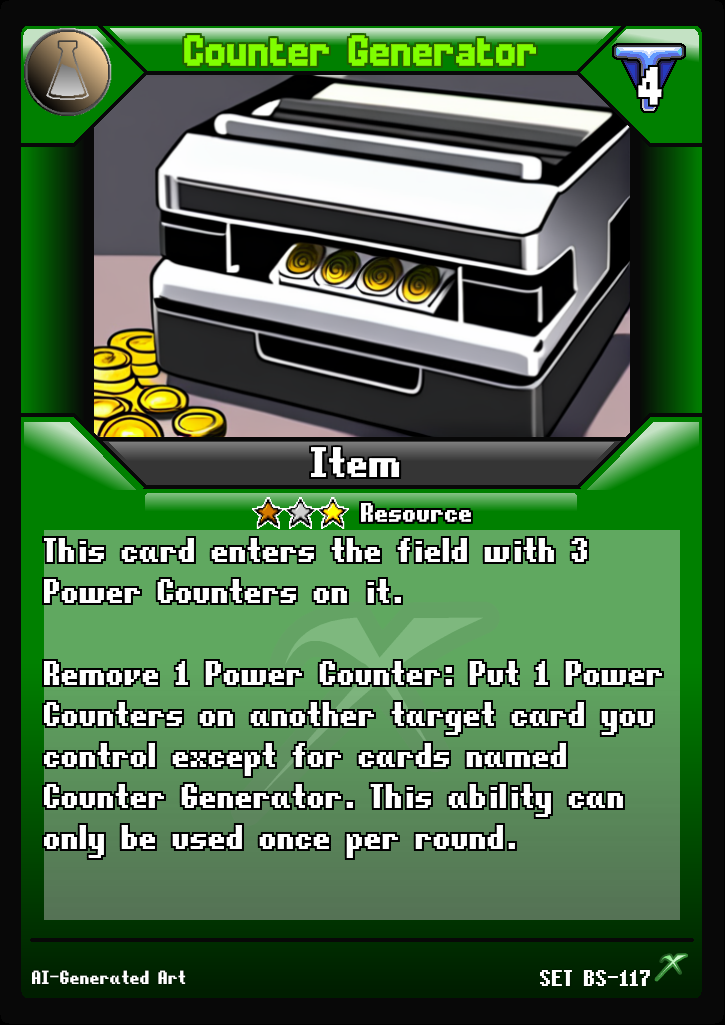 Counter Generator
4
Item
Resource
This card enters the field with 3
Power Counters on it.
Remove 1 Power Counter: Put 1 Power
Counters on another target card you
control except for cards named
Counter Generator. This ability can
only be used once per round.
AI-Generated Art
SET BS-117